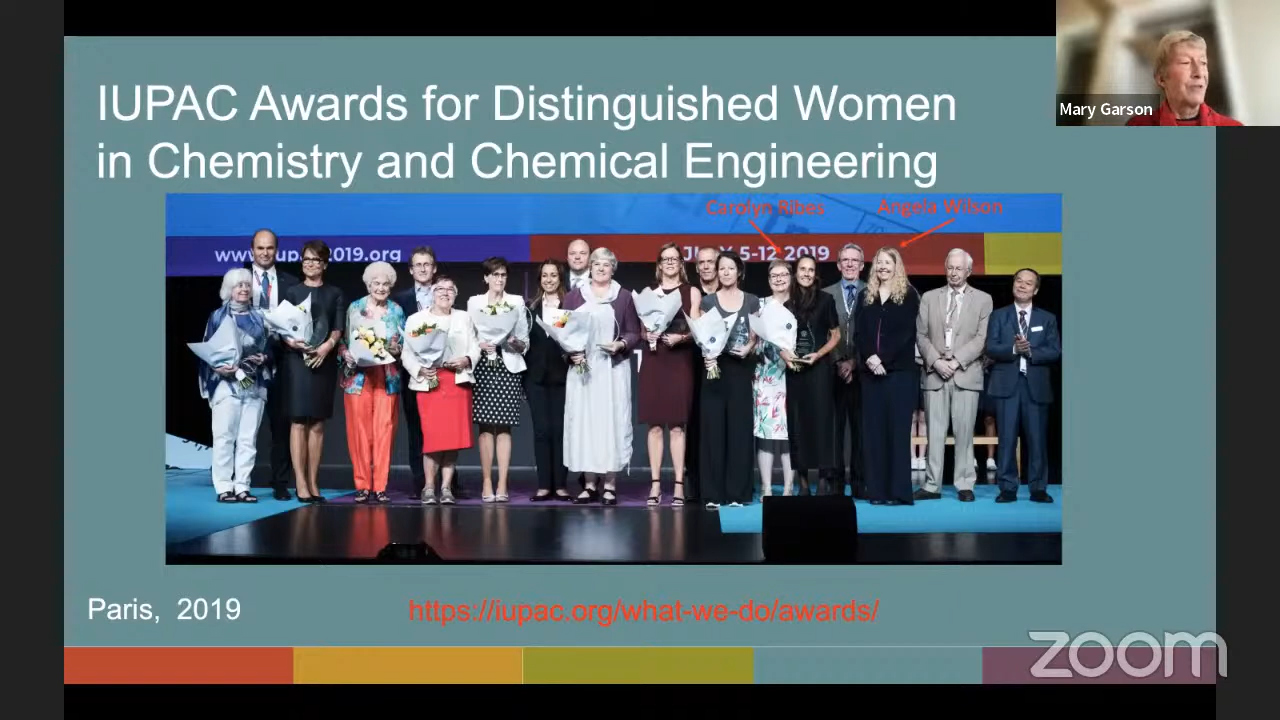 IUPAC Awards for Distinguished Women
in Chemistry and Chemical Engineering
Mary Garson
Carolyn Ribes
Angela Wilson
www.iupac2019.org
JULY 5-12 2019
Paris, 2019
https://iupac.org/what-we-do/awards/
zoom